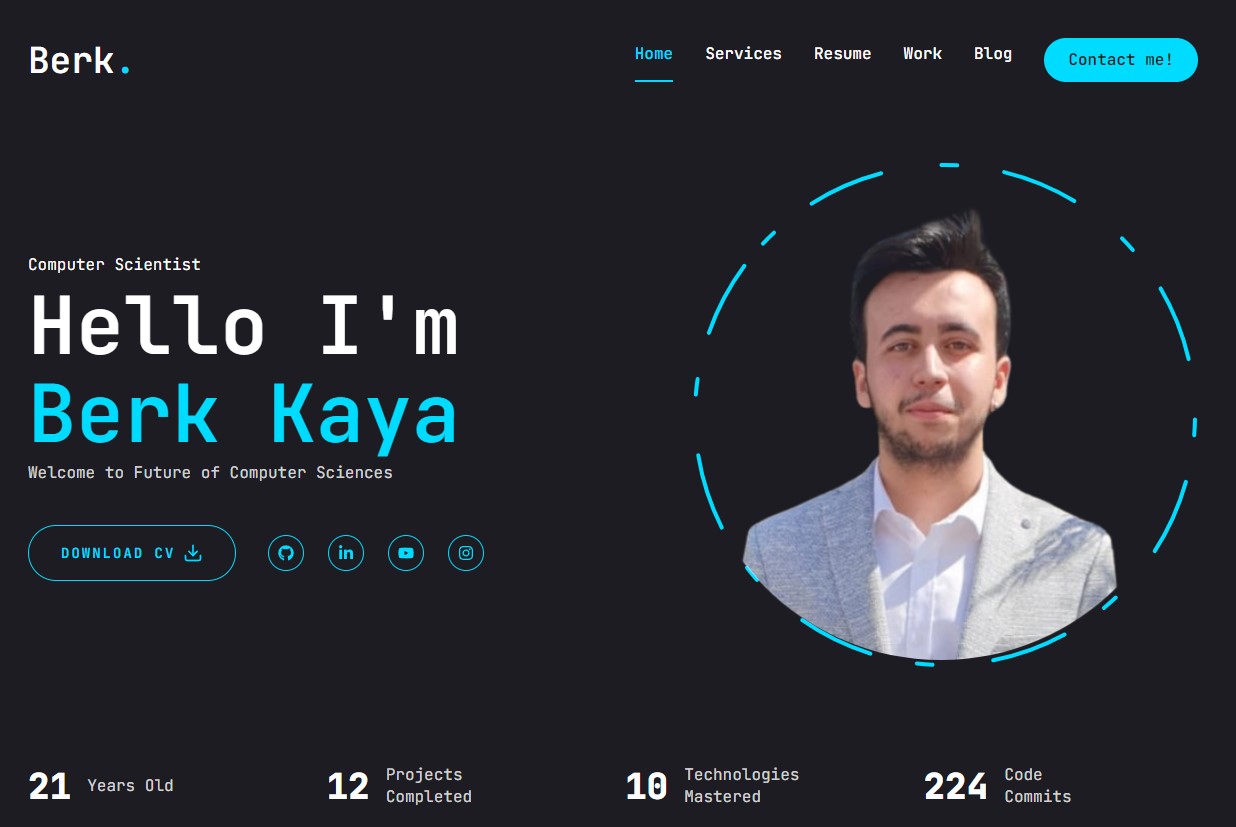 Berk.
Home Services Resume Work Blog Contact me!
Computer Scientist
Hello I'm
Berk Kaya
Welcome to Future of Computer Sciences
DOWNLOAD CV
in
21 Years Old
12 Projects
Completed
10 Technologies
Mastered
224 Code
Commits